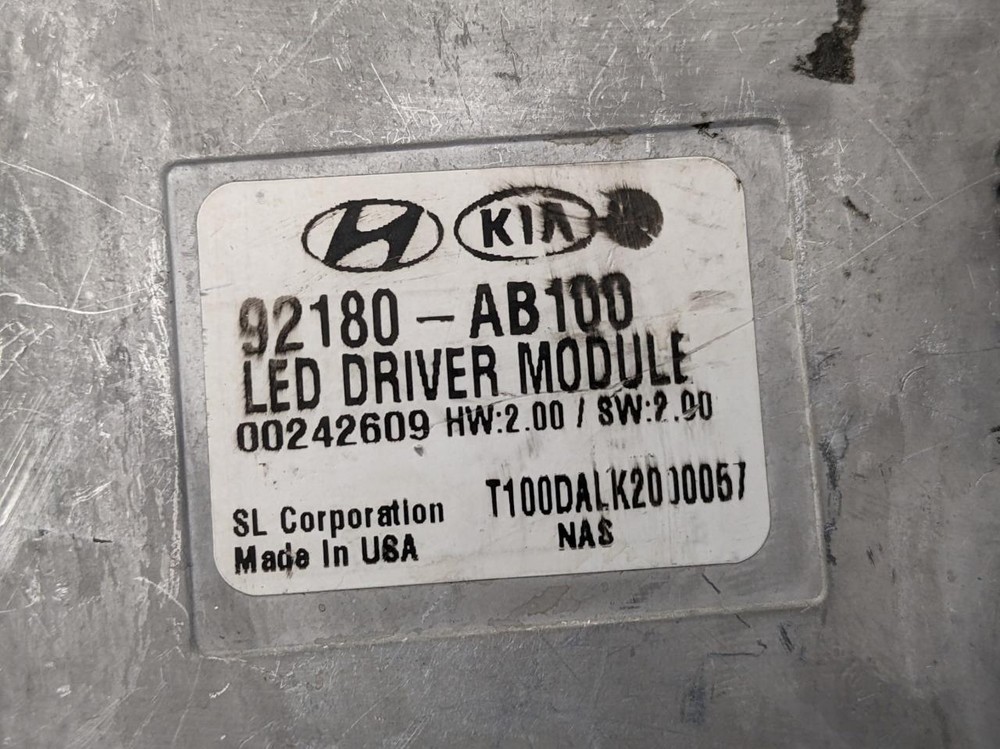 KIA
92180 - AB100
LED DRIVER MODULE
00242609 HW:2.00 / SW:2.00
SL Corporation
Made In USA
NAS